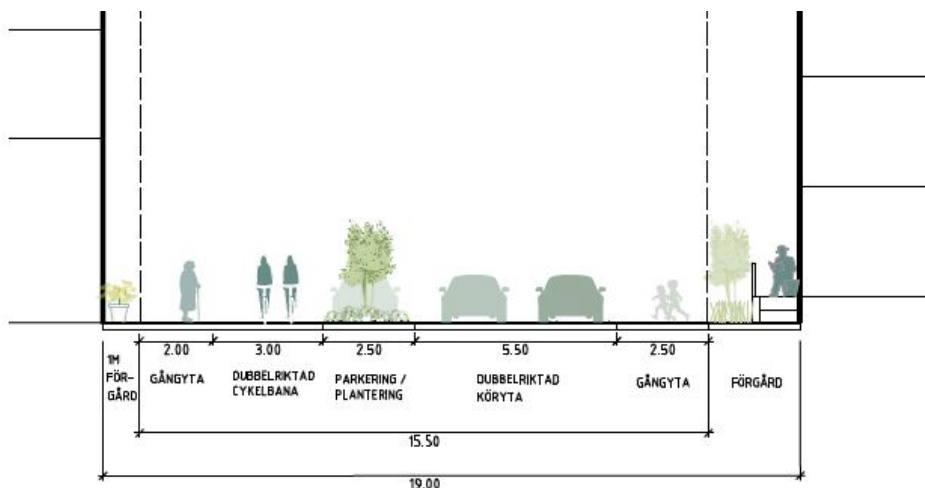 2.00
3.00
2.50
5.50
2.50
1M
FÖR-
GÅRD
GÅNGYTA
DUBBELRIKTAD
CYKELBANA
PARKERING /
PLANTERING
DUBBELRIKTAD
KÖRYTA
GÅNGYTA
FÖRGÅRD
15.50
19.00